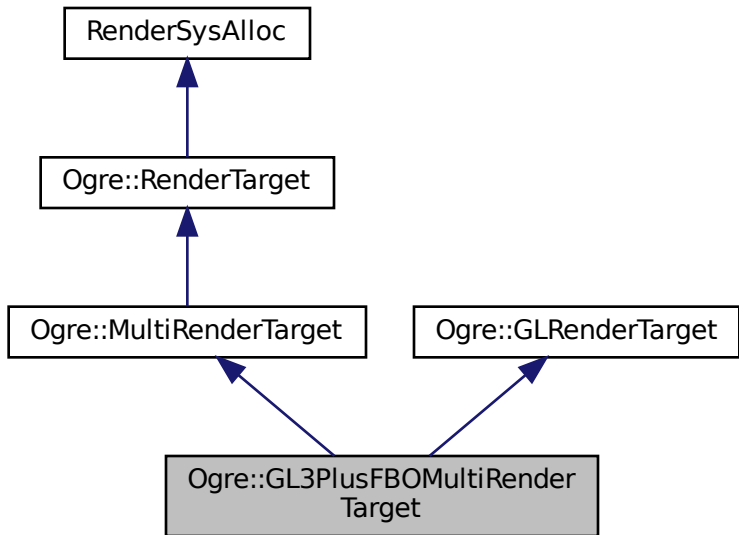 RenderSysAlloc
Ogre::RenderTarget
Ogre::MultiRenderTarget
Ogre::GLRenderTarget
Ogre::GL3PlusFBOMultiRender
Target